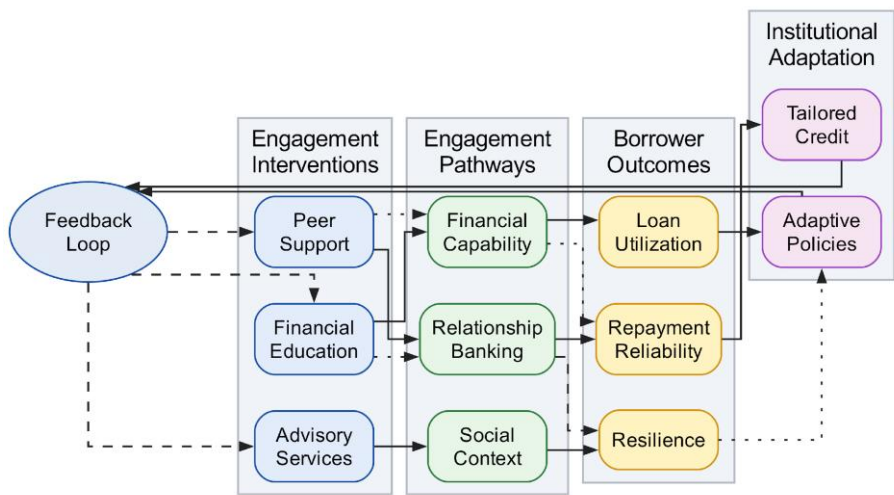 Institutional
Adaptation
Tailored
Credit
Adaptive
Policies
Engagement
Interventions
Peer
Support
Financial
Education
Advisory
Services
Engagement
Pathways
Financial
Capability
Relationship
Banking
Social
Context
Borrower
Outcomes
Loan
Utilization
Repayment
Reliability
Resilience
Feedback
Loop